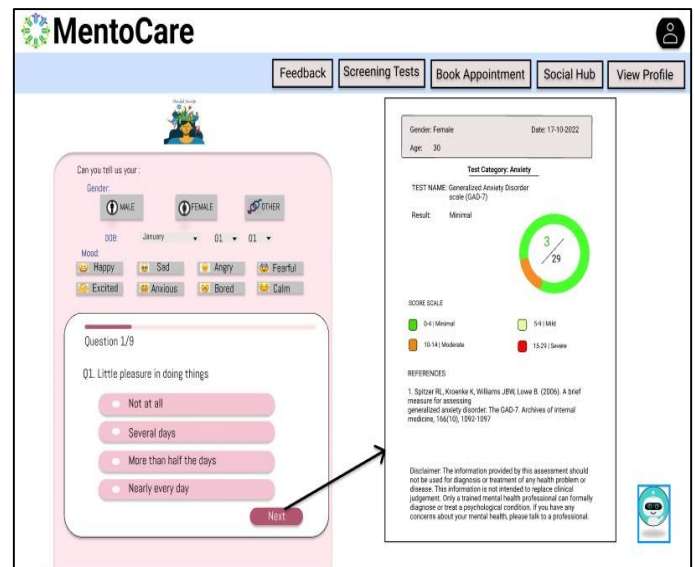 MentoCare
Feedback
Screening Tests
Book Appointment
Social Hub
View Profile
Can you tell us your :
Gender:
MALE
FEMALE
OTHER
DOB:
January
01
01
Mood:
Happy
Sad
Angry
Fearful
Excited
Anxious
Bored
Calm
Question 1/9
Q1. Little pleasure in doing things
Not at all
Several days
More than half the days
Nearly every day
Next
Gender: Female
Date: 17-10-2022
Age: 30
Test Category: Anxiety
TEST NAME: Generalized Anxiety Disorder
scale (GAD-7)
Result: Minimal
3/29
SCORE SCALE
0-4 | Minimal
5-9 | Mild
10-14 | Moderate
15-29 | Severe
REFERENCES
1. Spitzer RL, Kroenke K, Williams JBW, Lowe B. (2006). A brief
measure for assessing
generalized anxiety disorder: The GAD-7. Archives of internal
medicine, 166(10), 1092-1097
Disclaimer: The information provided by this assessment should
not be used for diagnosis or treatment of any health problem or
disease. This information is not intended to replace clinical
judgement. Only a trained mental health professional can formally
diagnose or treat a psychological condition. If you have any
concerns about your mental health, please talk to a professional.